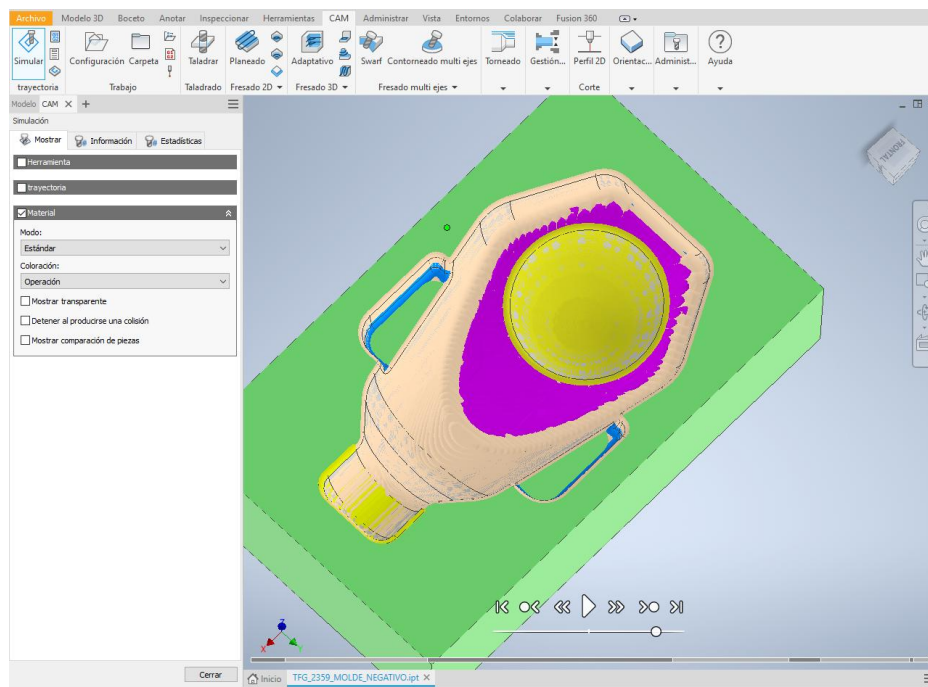 Archivo Modelo 3D Boceto Anotar Inspeccionar Herramientas CAM Administrar Vista Entornos Colaborar Fusion 360
Simular Configuración Carpeta Taladrar Planeado Adaptativo Swarf Contorneado multi ejes Torneado Gestión... Perfil 2D Orientac... Administ... Ayuda
trayectoria Trabajo Taladrado Fresado 2D Fresado 3D Fresado multi ejes Corte
Modelo CAM
Simulación
Mostrar Información Estadísticas
Herramienta
trayectoria
Material
Modo:
Estándar
Coloración:
Operación
Mostrar transparente
Detener al producirse una colisión
Mostrar comparación de piezas
FRONTAL
Z
X
Y
Cerrar
Inicio TFG_2359_MOLDE_NEGATIVO.ipt